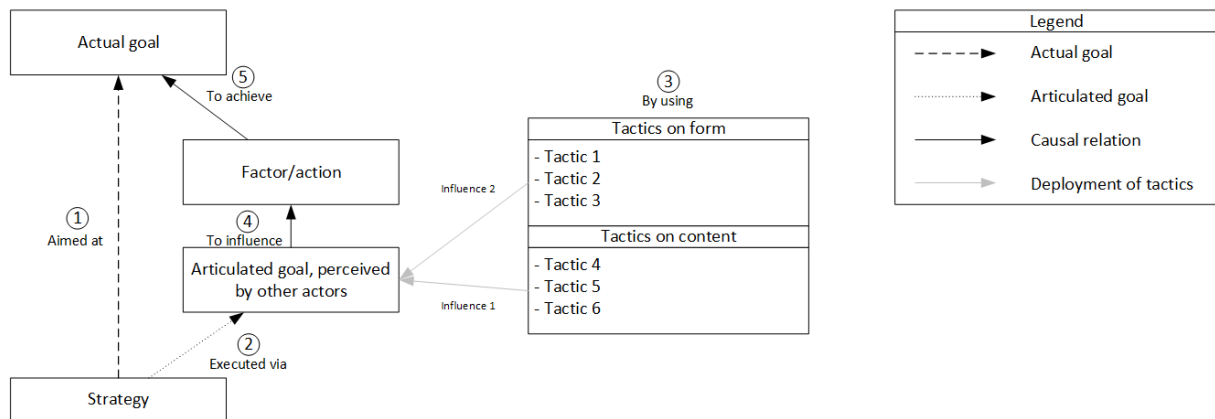 Actual goal
5
To achieve
Factor/action
1
Aimed at
4
To influence
Articulated goal, perceived
by other actors
2
Executed via
Strategy
3
By using
Tactics on form
- Tactic 1
- Tactic 2
- Tactic 3
Tactics on content
- Tactic 4
- Tactic 5
- Tactic 6
Influence 2
Influence 1
Legend
Actual goal
Articulated goal
Causal relation
Deployment of tactics